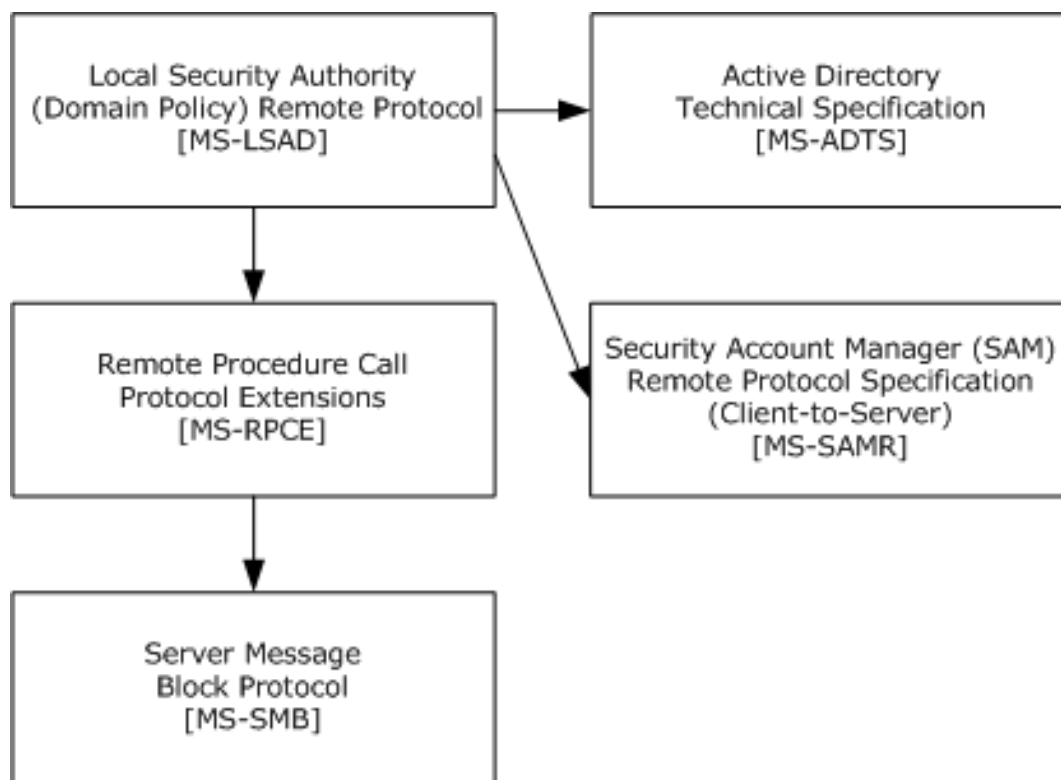 Local Security Authority
(Domain Policy) Remote Protocol
[MS-LSAD]
Active Directory
Technical Specification
[MS-ADTS]
Remote Procedure Call
Protocol Extensions
[MS-RPCE]
Security Account Manager (SAM)
Remote Protocol Specification
(Client-to-Server)
[MS-SAMR]
Server Message
Block Protocol
[MS-SMB]